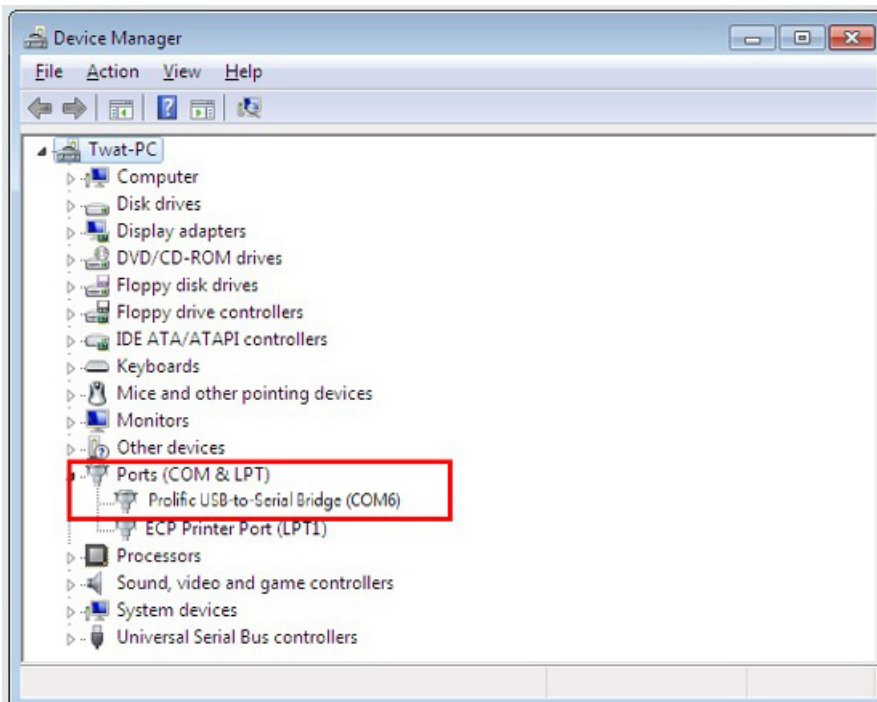 Device Manager
File Action View Help
Twat-PC
Computer
Disk drives
Display adapters
DVD/CD-ROM drives
Floppy disk drives
Floppy drive controllers
IDE ATA/ATAPI controllers
Keyboards
Mice and other pointing devices
Monitors
Other devices
Ports (COM & LPT)
Prolific USB-to-Serial Bridge (COM6)
ECP Printer Port (LPT1)
Processors
Sound, video and game controllers
System devices
Universal Serial Bus controllers